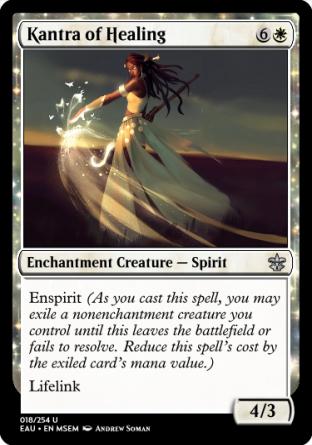 Kantra of Healing 6
Enchantment Creature — Spirit
Enspirit (As you cast this spell, you may
exile a nonenchantment creature you
control until this leaves the battlefield or
fails to resolve. Reduce this spell's cost by
the exiled card's mana value.)
Lifelink
4/3
018/254 U
EAU • EN MSEM Andrew Soman